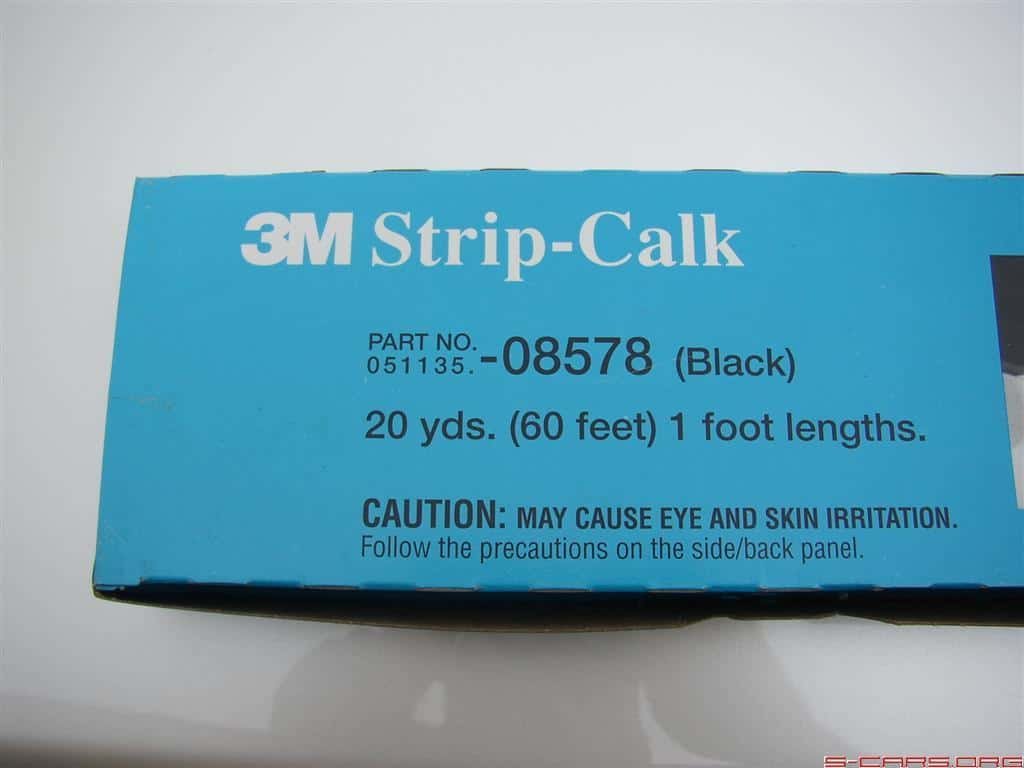 3M Strip-Calk
PART NO.
051135.-08578 (Black)
20 yds. (60 feet) 1 foot lengths.
CAUTION: MAY CAUSE EYE AND SKIN IRRITATION.
Follow the precautions on the side/back panel.
S-CARS.ORG